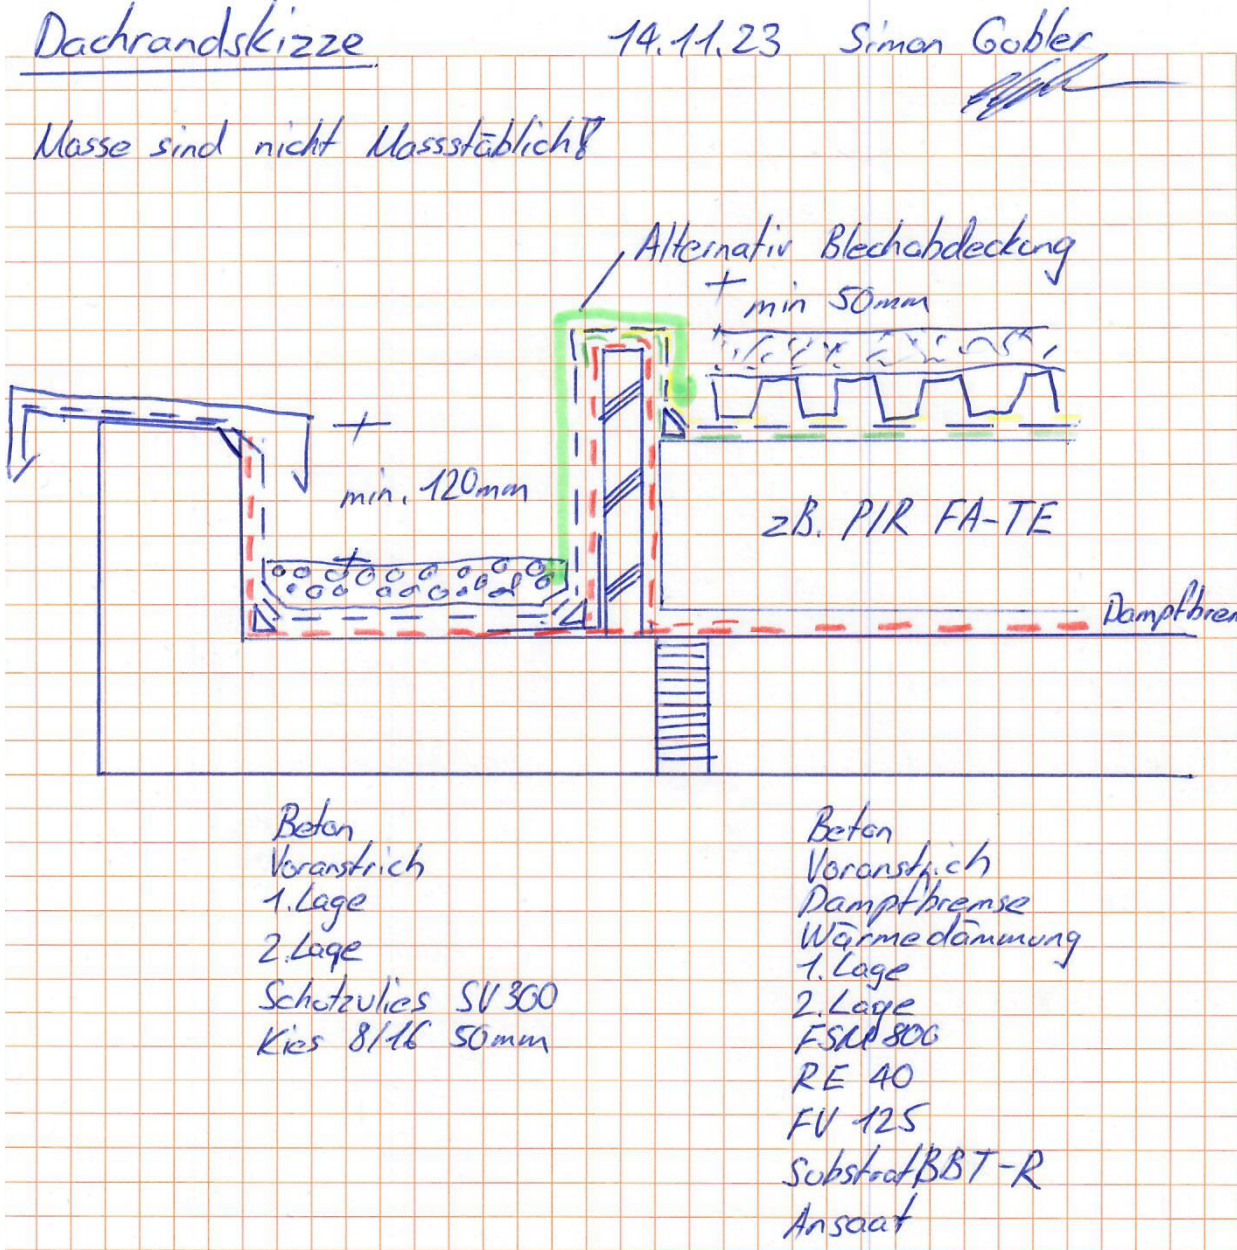 Dachrandskizze 14.11.23 Simon Gobler
Masse sind nicht Massstäblich!
Alternativ Blechabdeckung
min 50mm
min. 120mm
zB. PIR FA-TE
Dampfbrem
Beton
Voranstrich
1. Lage
2. Lage
Schutzvlies SV 300
Kies 8/16 50mm
Beton
Voranstrich
Dampfbremse
Wärmedämmung
1. Lage
2. Lage
FSM 800
RE 40
FV 125
Substrat BBT-R
Ansaat